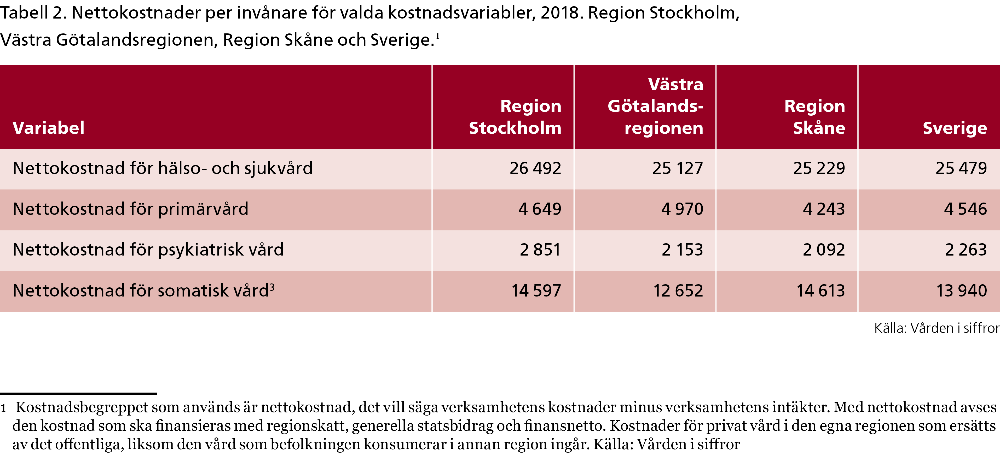 Tabell 2. Nettokostnader per invånare för valda kostnadsvariabler, 2018. Region Stockholm,
Västra Götalandsregionen, Region Skåne och Sverige.¹
Variabel Region Stockholm Västra Götalands-regionen Region Skåne Sverige
Nettokostnad för hälso- och sjukvård 26 492 25 127 25 229 25 479
Nettokostnad för primärvård 4 649 4 970 4 243 4 546
Nettokostnad för psykiatrisk vård 2 851 2 153 2 092 2 263
Nettokostnad för somatisk vård³ 14 597 12 652 14 613 13 940
Källa: Vården i siffror
1 Kostnadsbegreppet som används är nettokostnad, det vill säga verksamhetens kostnader minus verksamhetens intäkter. Med nettokostnad avses
den kostnad som ska finansieras med regionskatt, generella statsbidrag och finansnetto. Kostnader för privat vård i den egna regionen som ersätts
av det offentliga, liksom den vård som befolkningen konsumerar i annan region ingår. Källa: Vården i siffror